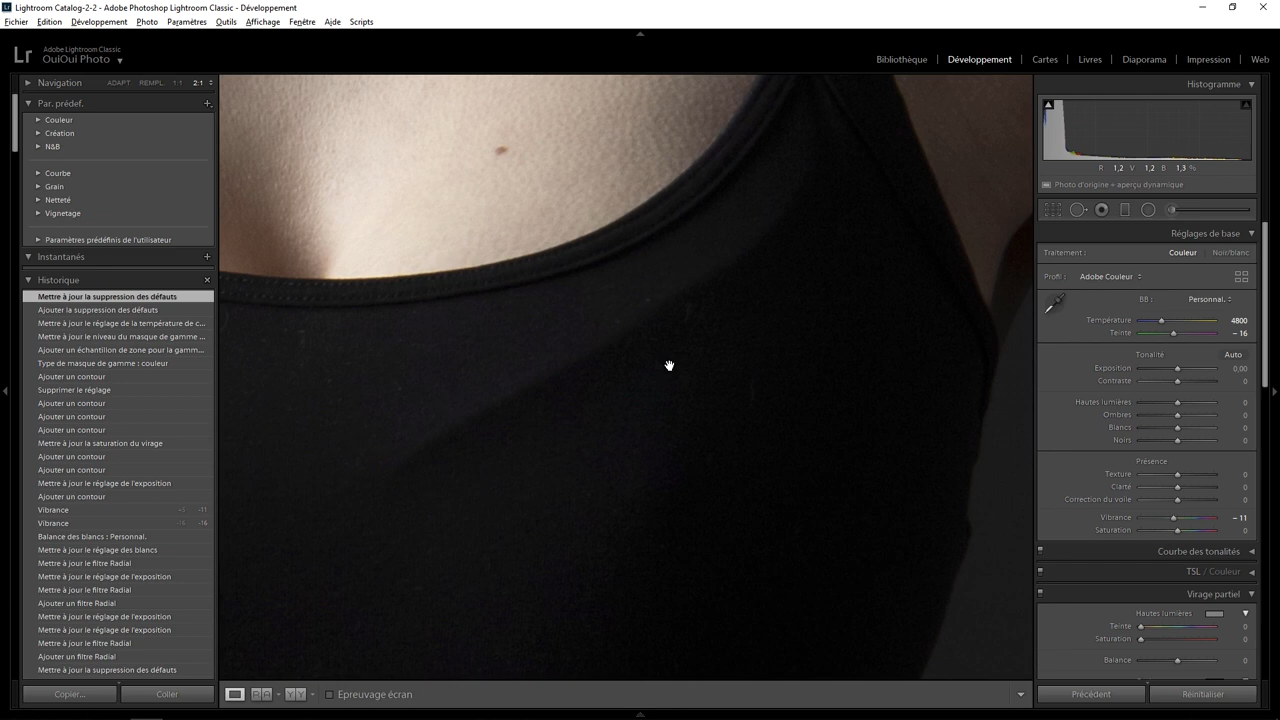 Lightroom Catalog-2-2 - Adobe Photoshop Lightroom Classic - Développement
Fichier Edition Développement Photo Paramètres Outils Affichage Fenêtre Aide Scripts
Lr
Adobe Lightroom Classic
OuiOui Photo
Bibliothèque Développement Cartes Livres Diaporama Impression Web
Navigation ADAPT. REMPL. 1:1 2:1
Par. prédéf.
Couleur
Création
N&B
Courbe
Grain
Netteté
Vignetage
Paramètres prédéfinis de l'utilisateur
Instantanés
Historique
Mettre à jour la suppression des défauts
Ajouter la suppression des défauts
Mettre à jour le réglage de la température de c...
Mettre à jour le niveau du masque de gamme ...
Ajouter un échantillon de zone pour la gamm...
Type de masque de gamme : couleur
Ajouter un contour
Supprimer le réglage
Ajouter un contour
Ajouter un contour
Ajouter un contour
Mettre à jour la saturation du virage
Ajouter un contour
Ajouter un contour
Mettre à jour le réglage de l'exposition
Ajouter un contour
Vibrance +5 -11
Vibrance -16 -16
Balance des blancs : Personnal.
Mettre à jour le réglage des blancs
Mettre à jour le filtre Radial
Mettre à jour le réglage de l'exposition
Mettre à jour le filtre Radial
Ajouter un filtre Radial
Mettre à jour le réglage de l'exposition
Mettre à jour le réglage de l'exposition
Mettre à jour le filtre Radial
Ajouter un filtre Radial
Mettre à jour la suppression des défauts
Copier... Coller
Epreuvage écran
Histogramme
R 1,2 V 1,2 B 1,3 %
Photo d'origine + aperçu dynamique
Réglages de base
Traitement : Couleur Noir/blanc
Profil : Adobe Couleur
BB : Personnal.
Température 4800
Teinte - 16
Tonalité Auto
Exposition 0,00
Contraste 0
Hautes lumières 0
Ombres 0
Blancs 0
Noirs 0
Présence
Texture 0
Clarté 0
Correction du voile 0
Vibrance - 11
Saturation 0
Courbe des tonalités
TSL / Couleur
Virage partiel
Hautes lumières
Teinte 0
Saturation 0
Balance 0
Précédent Réinitialiser